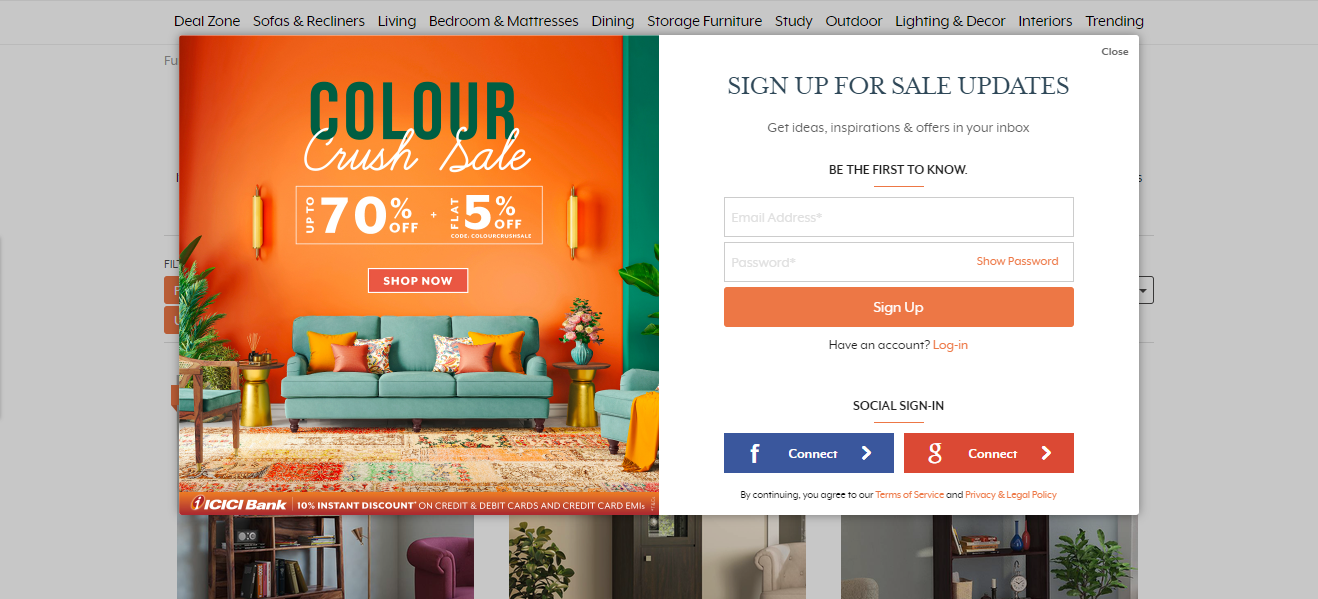 Deal Zone Sofas & Recliners Living Bedroom & Mattresses Dining Storage Furniture Study Outdoor Lighting & Decor Interiors Trending
Close
COLOUR
Crush Sale
UP TO 70% OFF + FLAT 5% OFF
CODE: COLOURCRUSHSALE
SHOP NOW
ICICI Bank | 10% INSTANT DISCOUNT* ON CREDIT & DEBIT CARDS AND CREDIT CARD EMIs
SIGN UP FOR SALE UPDATES
Get ideas, inspirations & offers in your inbox
BE THE FIRST TO KNOW.
Email Address*
Password* Show Password
Sign Up
Have an account? Log-in
SOCIAL SIGN-IN
f Connect
g Connect
By continuing, you agree to our Terms of Service and Privacy & Legal Policy